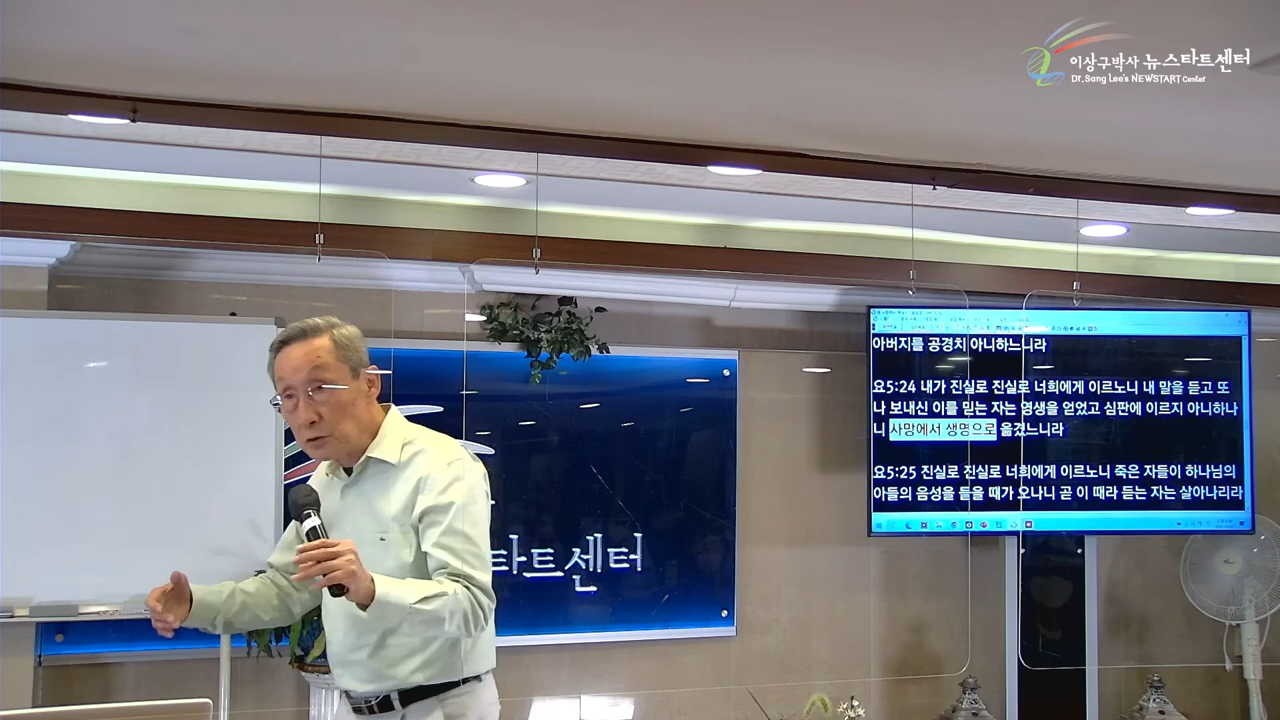 이상구박사 뉴스타트센터
Dr. Sang Lee's NEWSTART Center
아버지를 공경치 아니하느니라
요5:24 내가 진실로 진실로 너희에게 이르노니 내 말을 듣고 또
나 보내신 이를 믿는 자는 영생을 얻었고 심판에 이르지 아니하나
니 사망에서 생명으로 옮겼느니라
요5:25 진실로 진실로 너희에게 이르노니 죽은 자들이 하나님의
아들의 음성을 들을 때가 오나니 곧 이 때라 듣는 자는 살아나리라
타트센터